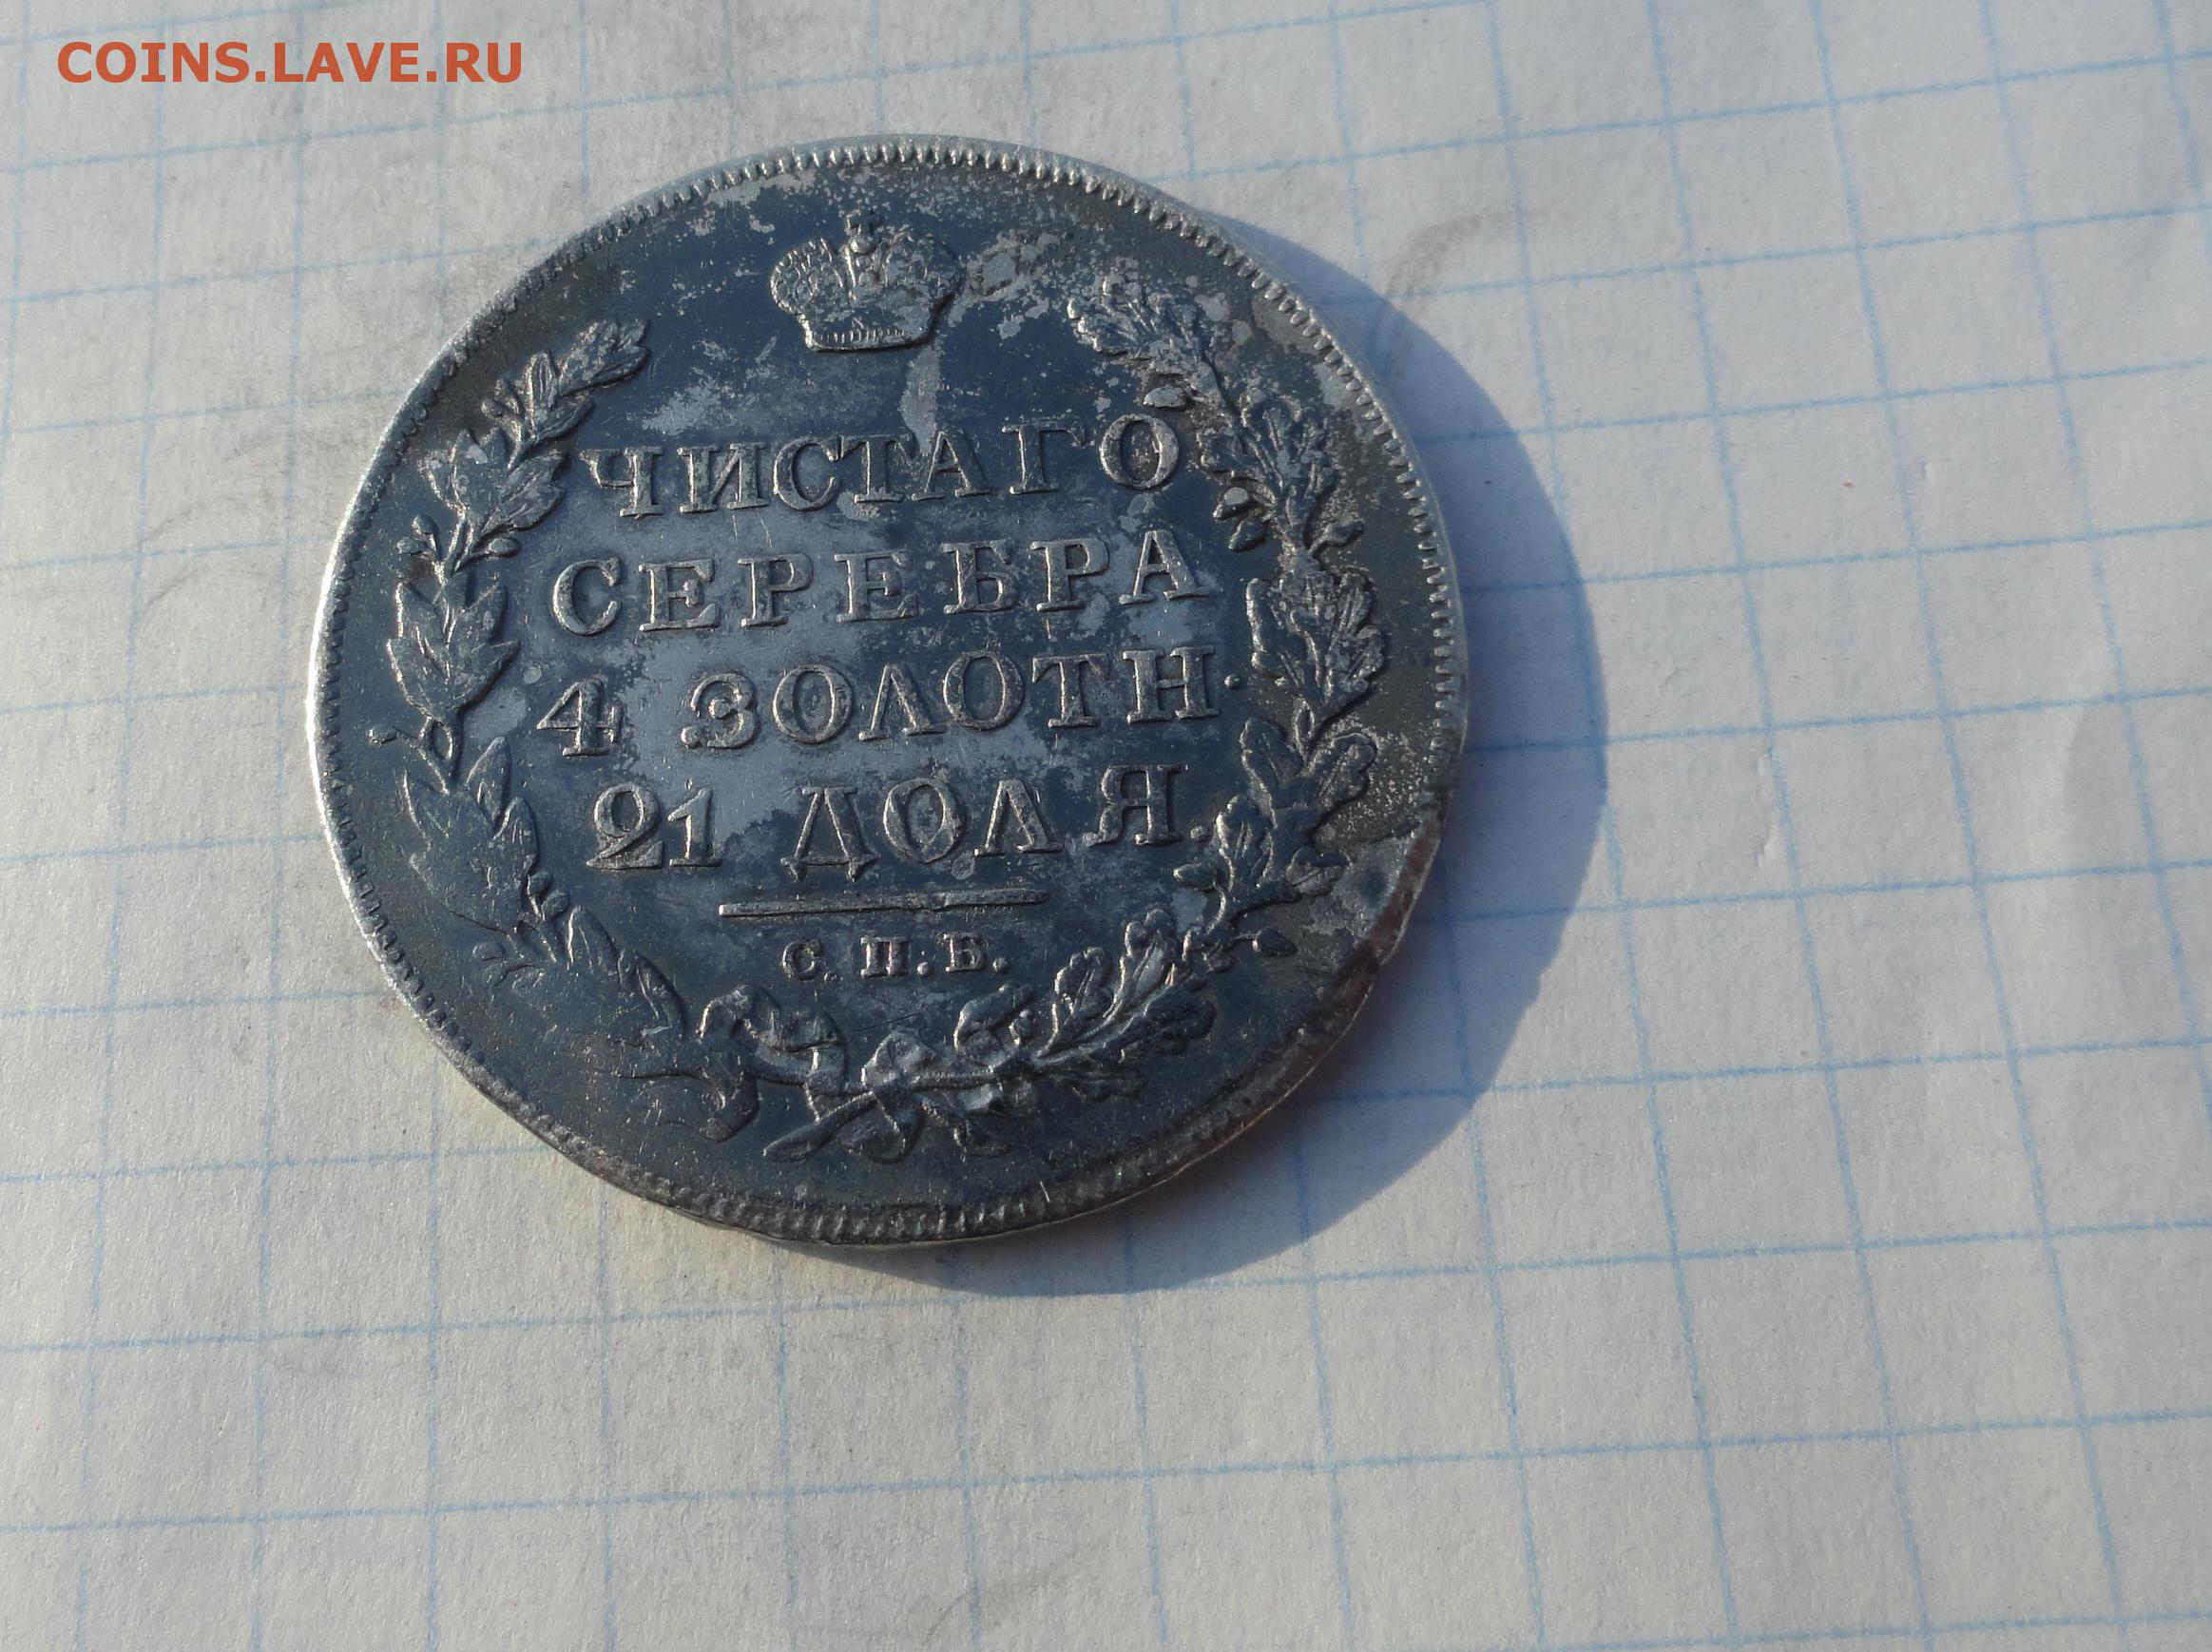 COINS.LAVE.RU
ЧИСТАГО
СЕРЕБРА
4 ЗОЛОТН.
21 ДОЛЯ.
С.П.Б.